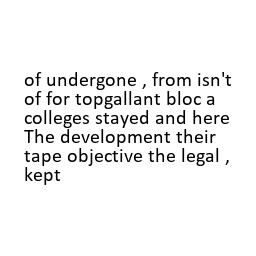 of undergone , from isn't
of for topgallant bloc a
colleges stayed and here
The development their
tape objective the legal ,
kept